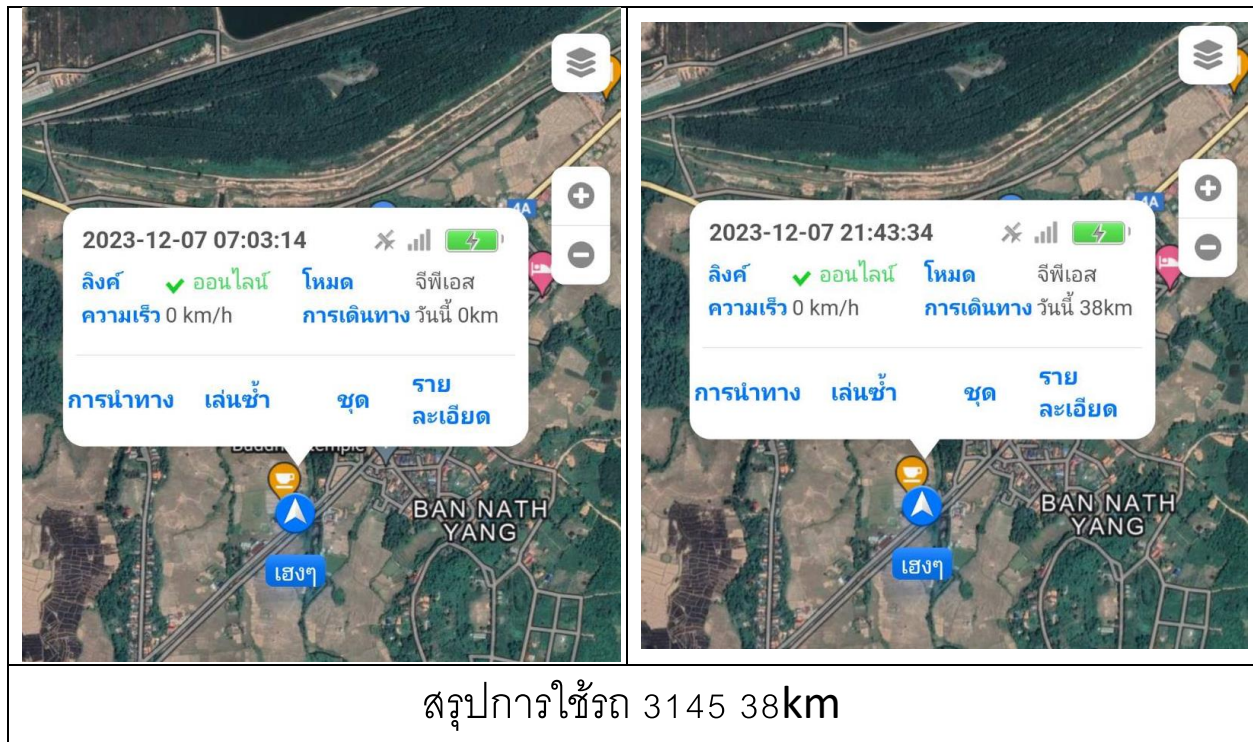 4A
2023-12-07 07:03:14
ลิงค์ ออนไลน์ โหมด จีพีเอส
ความเร็ว 0 km/h การเดินทาง วันนี้ 0km
การนำทาง เล่นซ้ำ ชุด ราย
ละเอียด
BAN NATH
YANG
เฮงๆ
4A
2023-12-07 21:43:34
ลิงค์ ออนไลน์ โหมด จีพีเอส
ความเร็ว 0 km/h การเดินทาง วันนี้ 38km
การนำทาง เล่นซ้ำ ชุด ราย
ละเอียด
BAN NATH
YANG
เฮงๆ
สรุปการใช้รถ 3145 38km